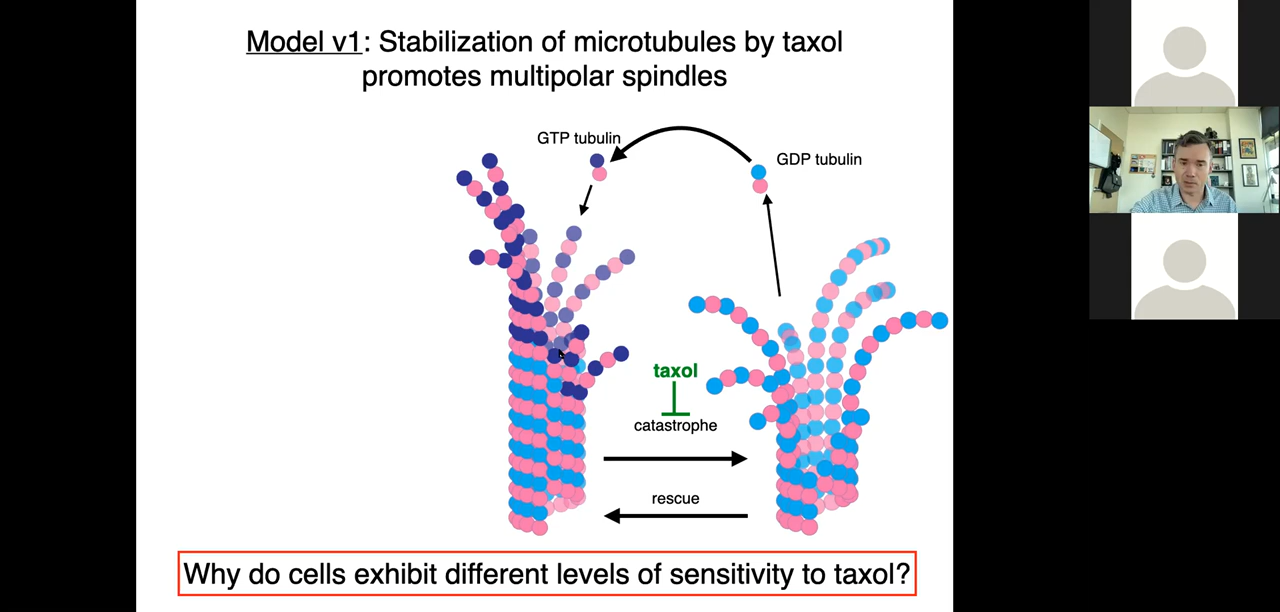 Model v1: Stabilization of microtubules by taxol
promotes multipolar spindles
GTP tubulin
GDP tubulin
taxol
catastrophe
rescue
Why do cells exhibit different levels of sensitivity to taxol?